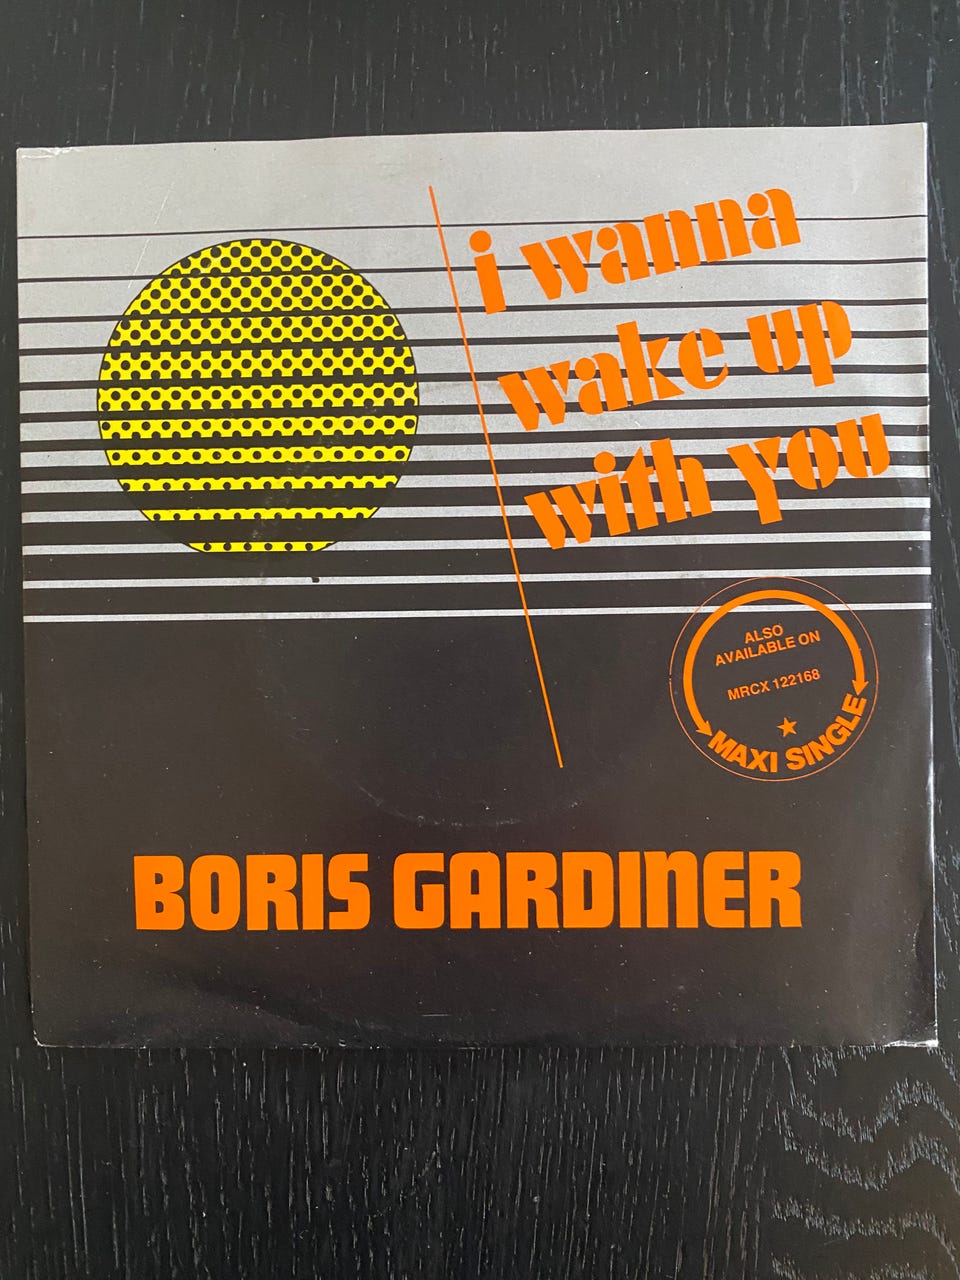 i wanna
wake up
with you
ALSO
AVAILABLE ON
MRCX 122168
MAXI SINGLE
BORIS GARDINER